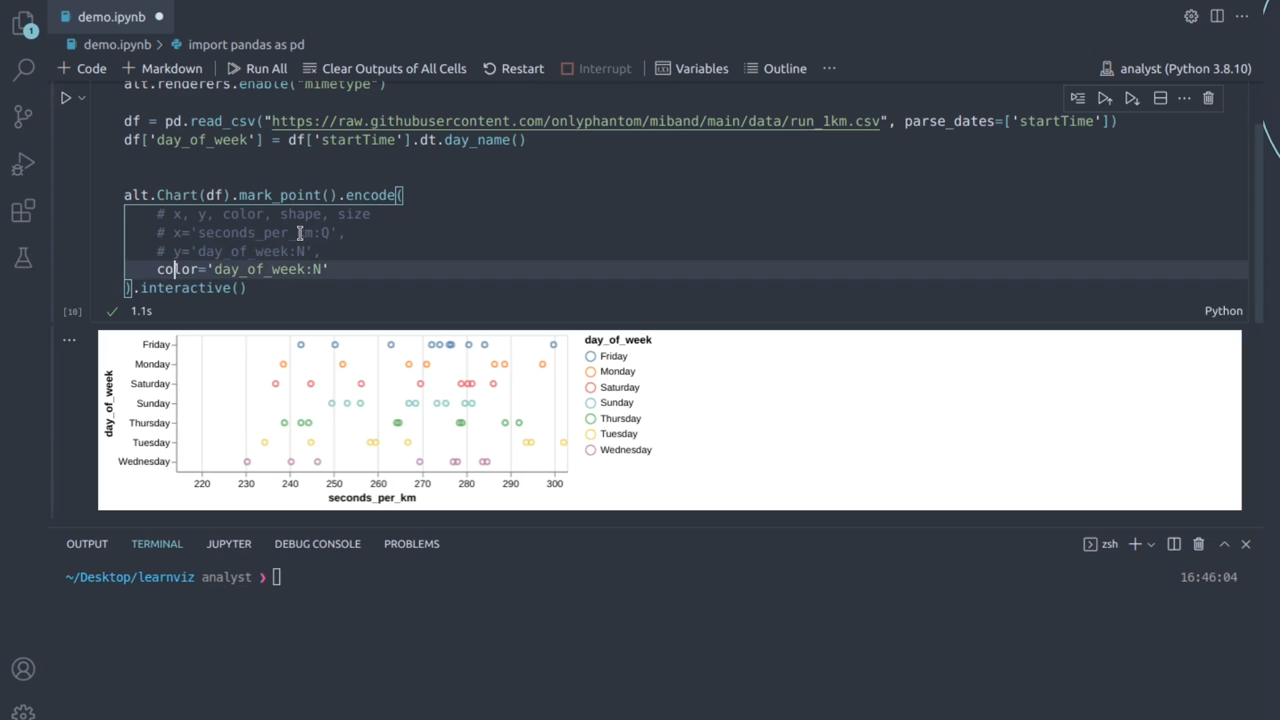 demo.ipynb
1
demo.ipynb > import pandas as pd
+ Code + Markdown Run All Clear Outputs of All Cells Restart Interrupt Variables Outline ... analyst (Python 3.8.10)
alt.renderers.enable("mimetype")
df = pd.read_csv("https://raw.githubusercontent.com/onlyphantom/miband/main/data/run_1km.csv", parse_dates=['startTime'])
df['day_of_week'] = df['startTime'].dt.day_name()
alt.Chart(df).mark_point().encode(
# x, y, color, shape, size
# x='seconds_per_km:Q',
# y='day_of_week:N',
color='day_of_week:N'
).interactive()
[10] 1.1s Python
day_of_week
Friday
Monday
Saturday
Sunday
Thursday
Tuesday
Wednesday
220 230 240 250 260 270 280 290 300
seconds_per_km
day_of_week
Friday
Monday
Saturday
Sunday
Thursday
Tuesday
Wednesday
OUTPUT TERMINAL JUPYTER DEBUG CONSOLE PROBLEMS zsh
~/Desktop/learnviz analyst ❯ 16:46:04